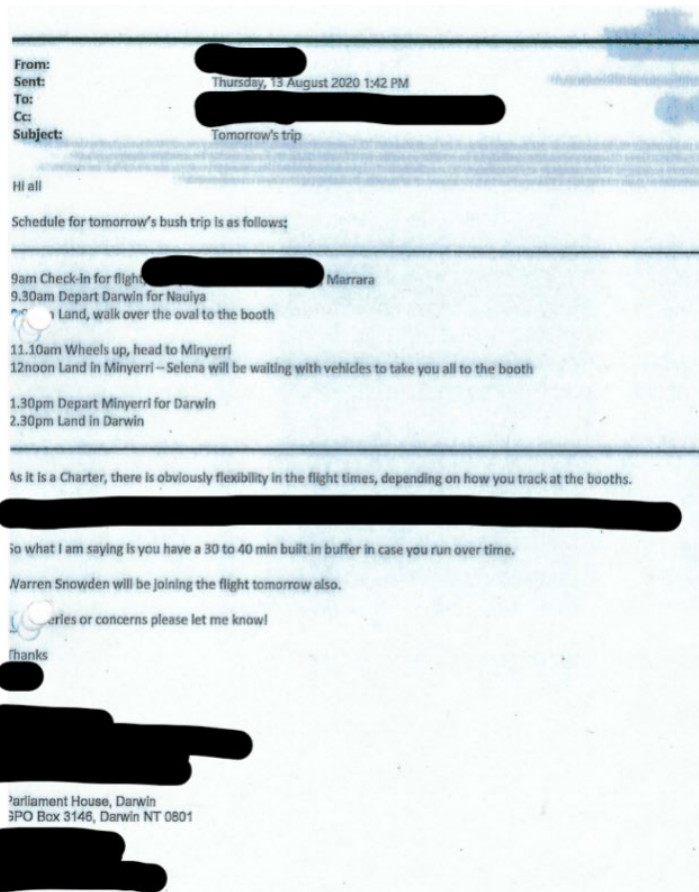 From:
Sent: Thursday, 13 August 2020 1:42 PM
To:
Cc:
Subject: Tomorrow's trip
Hi all
Schedule for tomorrow's bush trip is as follows:
9am Check-in for flight, Marrara
9.30am Depart Darwin for Nauiya
Land, walk over the oval to the booth
11.10am Wheels up, head to Minyerri
12noon Land in Minyerri – Selena will be waiting with vehicles to take you all to the booth
1.30pm Depart Minyerri for Darwin
2.30pm Land in Darwin
As it is a Charter, there is obviously flexibility in the flight times, depending on how you track at the booths.
So what I am saying is you have a 30 to 40 min built in buffer in case you run over time.
Warren Snowden will be joining the flight tomorrow also.
or concerns please let me know!
Thanks
Parliament House, Darwin
GPO Box 3146, Darwin NT 0801